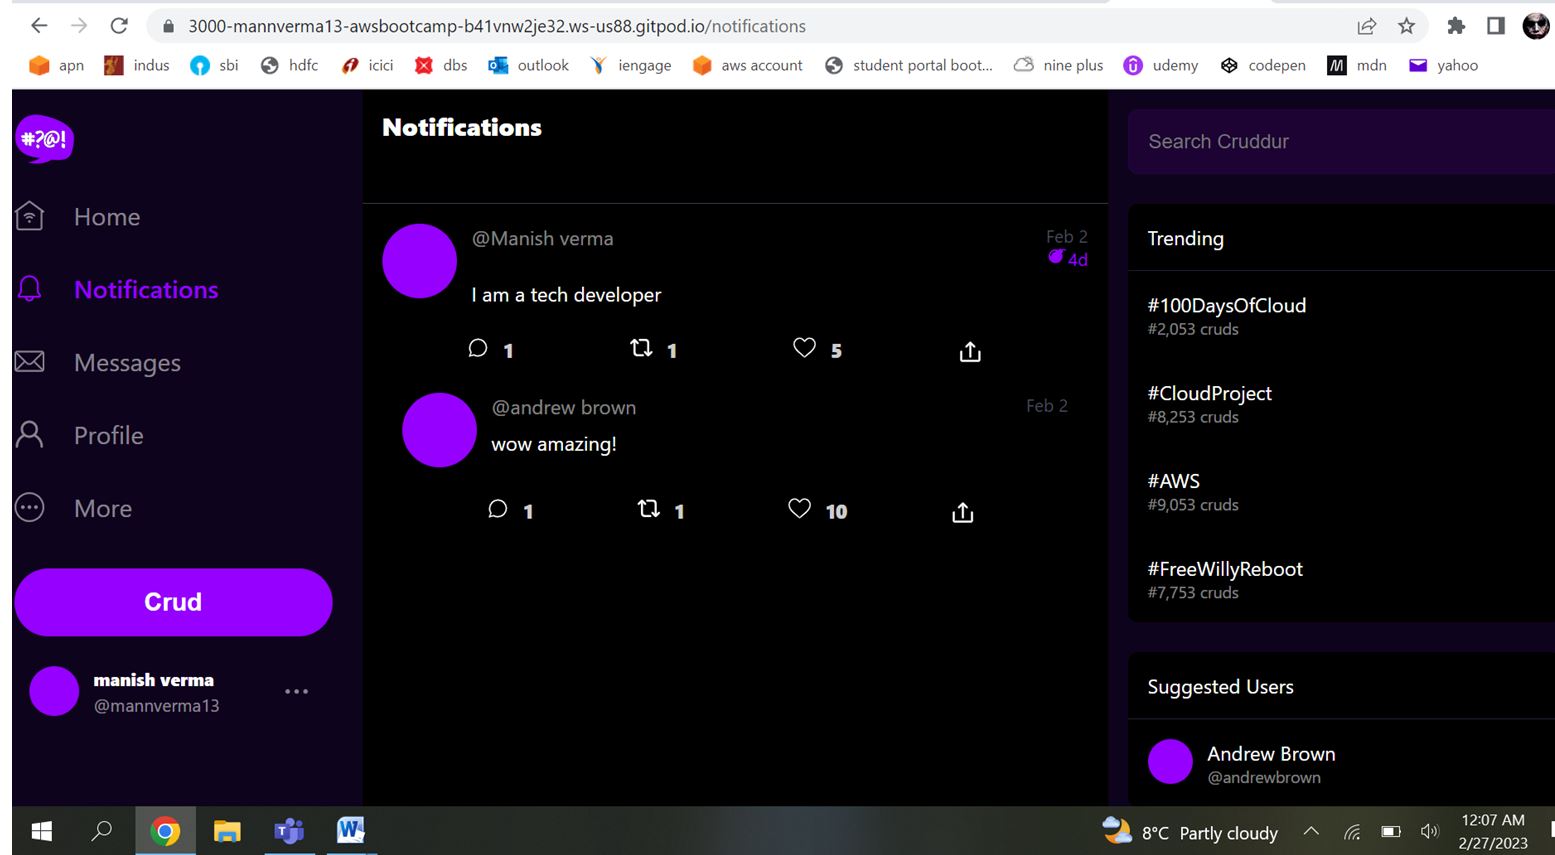 3000-mannverma13-awsbootcamp-b41vnw2je32.ws-us88.gitpod.io/notifications
apn indus sbi hdfc icici dbs outlook iengage aws account student portal boot... nine plus udemy codepen M mdn yahoo
#?@!
Home
Notifications
Messages
Profile
More
Crud
manish verma
@mannverma13
Notifications
@Manish verma
Feb 2
4d
I am a tech developer
1 1 5
@andrew brown
Feb 2
wow amazing!
1 1 10
Search Cruddur
Trending
#100DaysOfCloud
#2,053 cruds
#CloudProject
#8,253 cruds
#AWS
#9,053 cruds
#FreeWillyReboot
#7,753 cruds
Suggested Users
Andrew Brown
@andrewbrown
8°C Partly cloudy
12:07 AM
2/27/2023